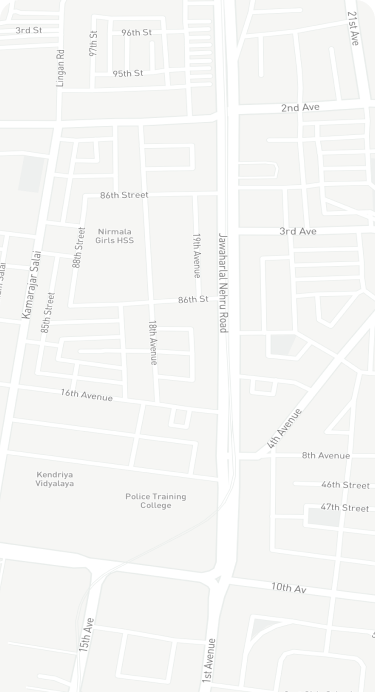 3rd St
96th St
97th St
21st Ave
Lingan Rd
95th St
2nd Ave
86th Street
Nirmala
Girls HSS
88th Street
19th Avenue
Jawaharlal Nehru Road
3rd Ave
Kamarajar Salai
Salai
85th Street
86th St
18th Avenue
16th Avenue
4th Avenue
8th Avenue
Kendriya
Vidyalaya
46th Street
Police Training
College
47th Street
10th Av
15th Ave
1st Avenue